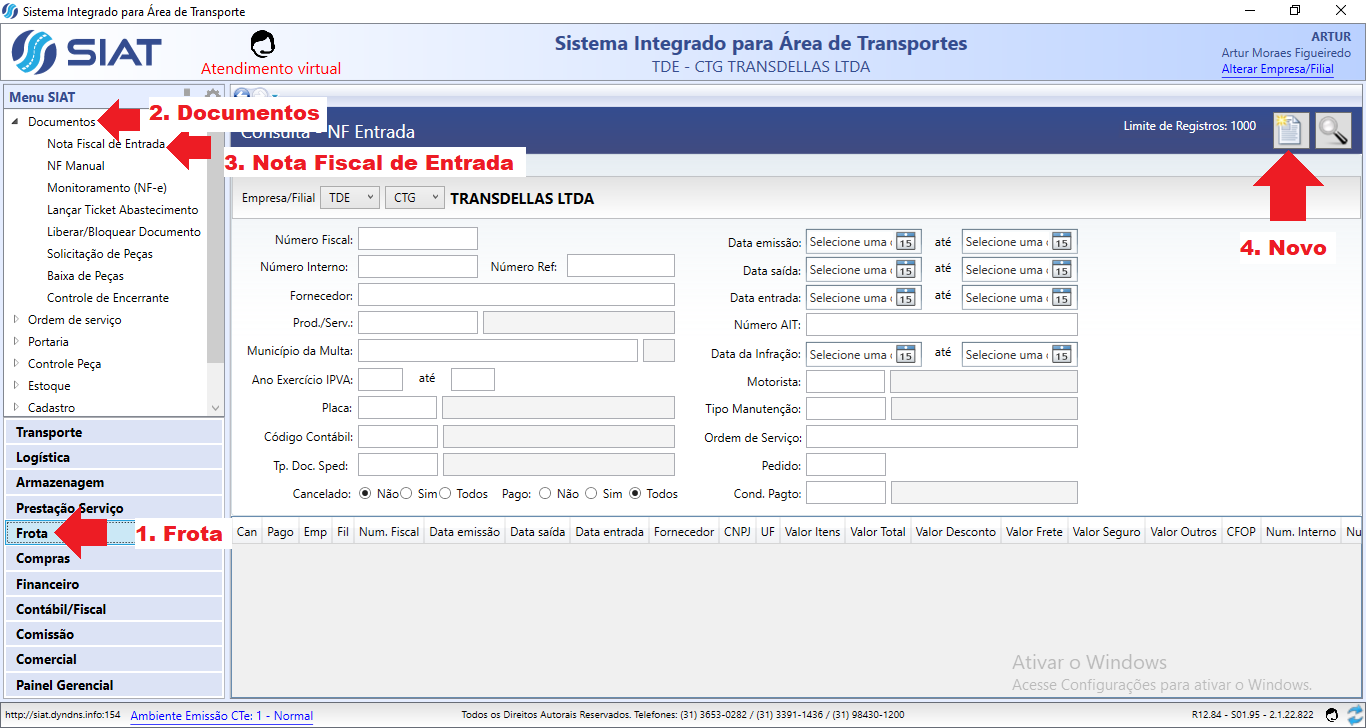 Sistema Integrado para Área de Transporte
SIAT
Atendimento virtual
Sistema Integrado para Área de Transportes
TDE - CTG TRANSDELLAS LTDA
ARTUR
Artur Moraes Figueiredo
Alterar Empresa/Filial
Menu SIAT
Documentos
2. Documentos
Nota Fiscal de Entrada
3. Nota Fiscal de Entrada
NF Manual
Monitoramento (NF-e)
Lançar Ticket Abastecimento
Liberar/Bloquear Documento
Solicitação de Peças
Baixa de Peças
Controle de Encerrante
Ordem de serviço
Portaria
Controle Peça
Estoque
Cadastro
Transporte
Logística
Armazenagem
Prestação Serviço
Frota
1. Frota
Compras
Financeiro
Contábil/Fiscal
Comissão
Comercial
Painel Gerencial
Consulta - NF Entrada
Limite de Registros: 1000
4. Novo
Empresa/Filial TDE CTG TRANSDELLAS LTDA
Número Fiscal:
Número Interno: Número Ref:
Fornecedor:
Prod./Serv.:
Município da Multa:
Ano Exercício IPVA: até
Placa:
Código Contábil:
Tp. Doc. Sped:
Cancelado: Não Sim Todos Pago: Não Sim Todos
Data emissão: Selecione uma 15 até Selecione uma 15
Data saída: Selecione uma 15 até Selecione uma 15
Data entrada: Selecione uma 15 até Selecione uma 15
Número AIT:
Data da Infração: Selecione uma 15 até Selecione uma 15
Motorista:
Tipo Manutenção:
Ordem de Serviço:
Pedido:
Cond. Pagto:
Can Pago Emp Fil Num. Fiscal Data emissão Data saída Data entrada Fornecedor CNPJ UF Valor Itens Valor Total Valor Desconto Valor Frete Valor Seguro Valor Outros CFOP Num. Interno Nu
Ativar o Windows
Acesse Configurações para ativar o Windows.
http://siat.dyndns.info:154 Ambiente Emissão CTe: 1 - Normal Todos os Direitos Autorais Reservados. Telefones: (31) 3653-0282 / (31) 3391-1436 / (31) 98430-1200 R12.84 - S01.95 - 2.1.22.822